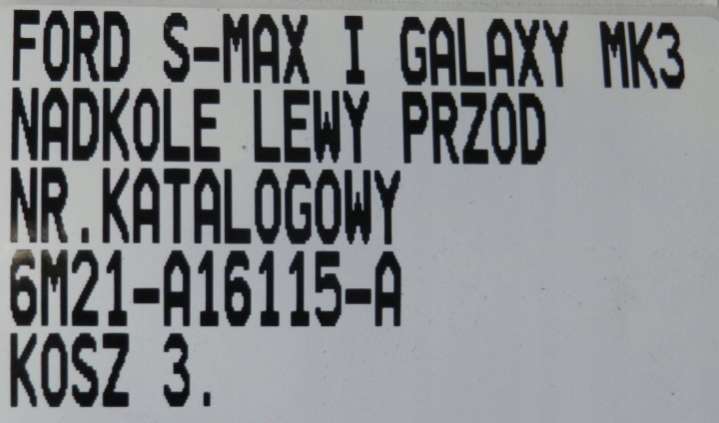 FORD S-MAX I GALAXY MK3
NADKOLE LEWY PRZOD
NR.KATALOGOWY
6M21-A16115-A
KOSZ 3.